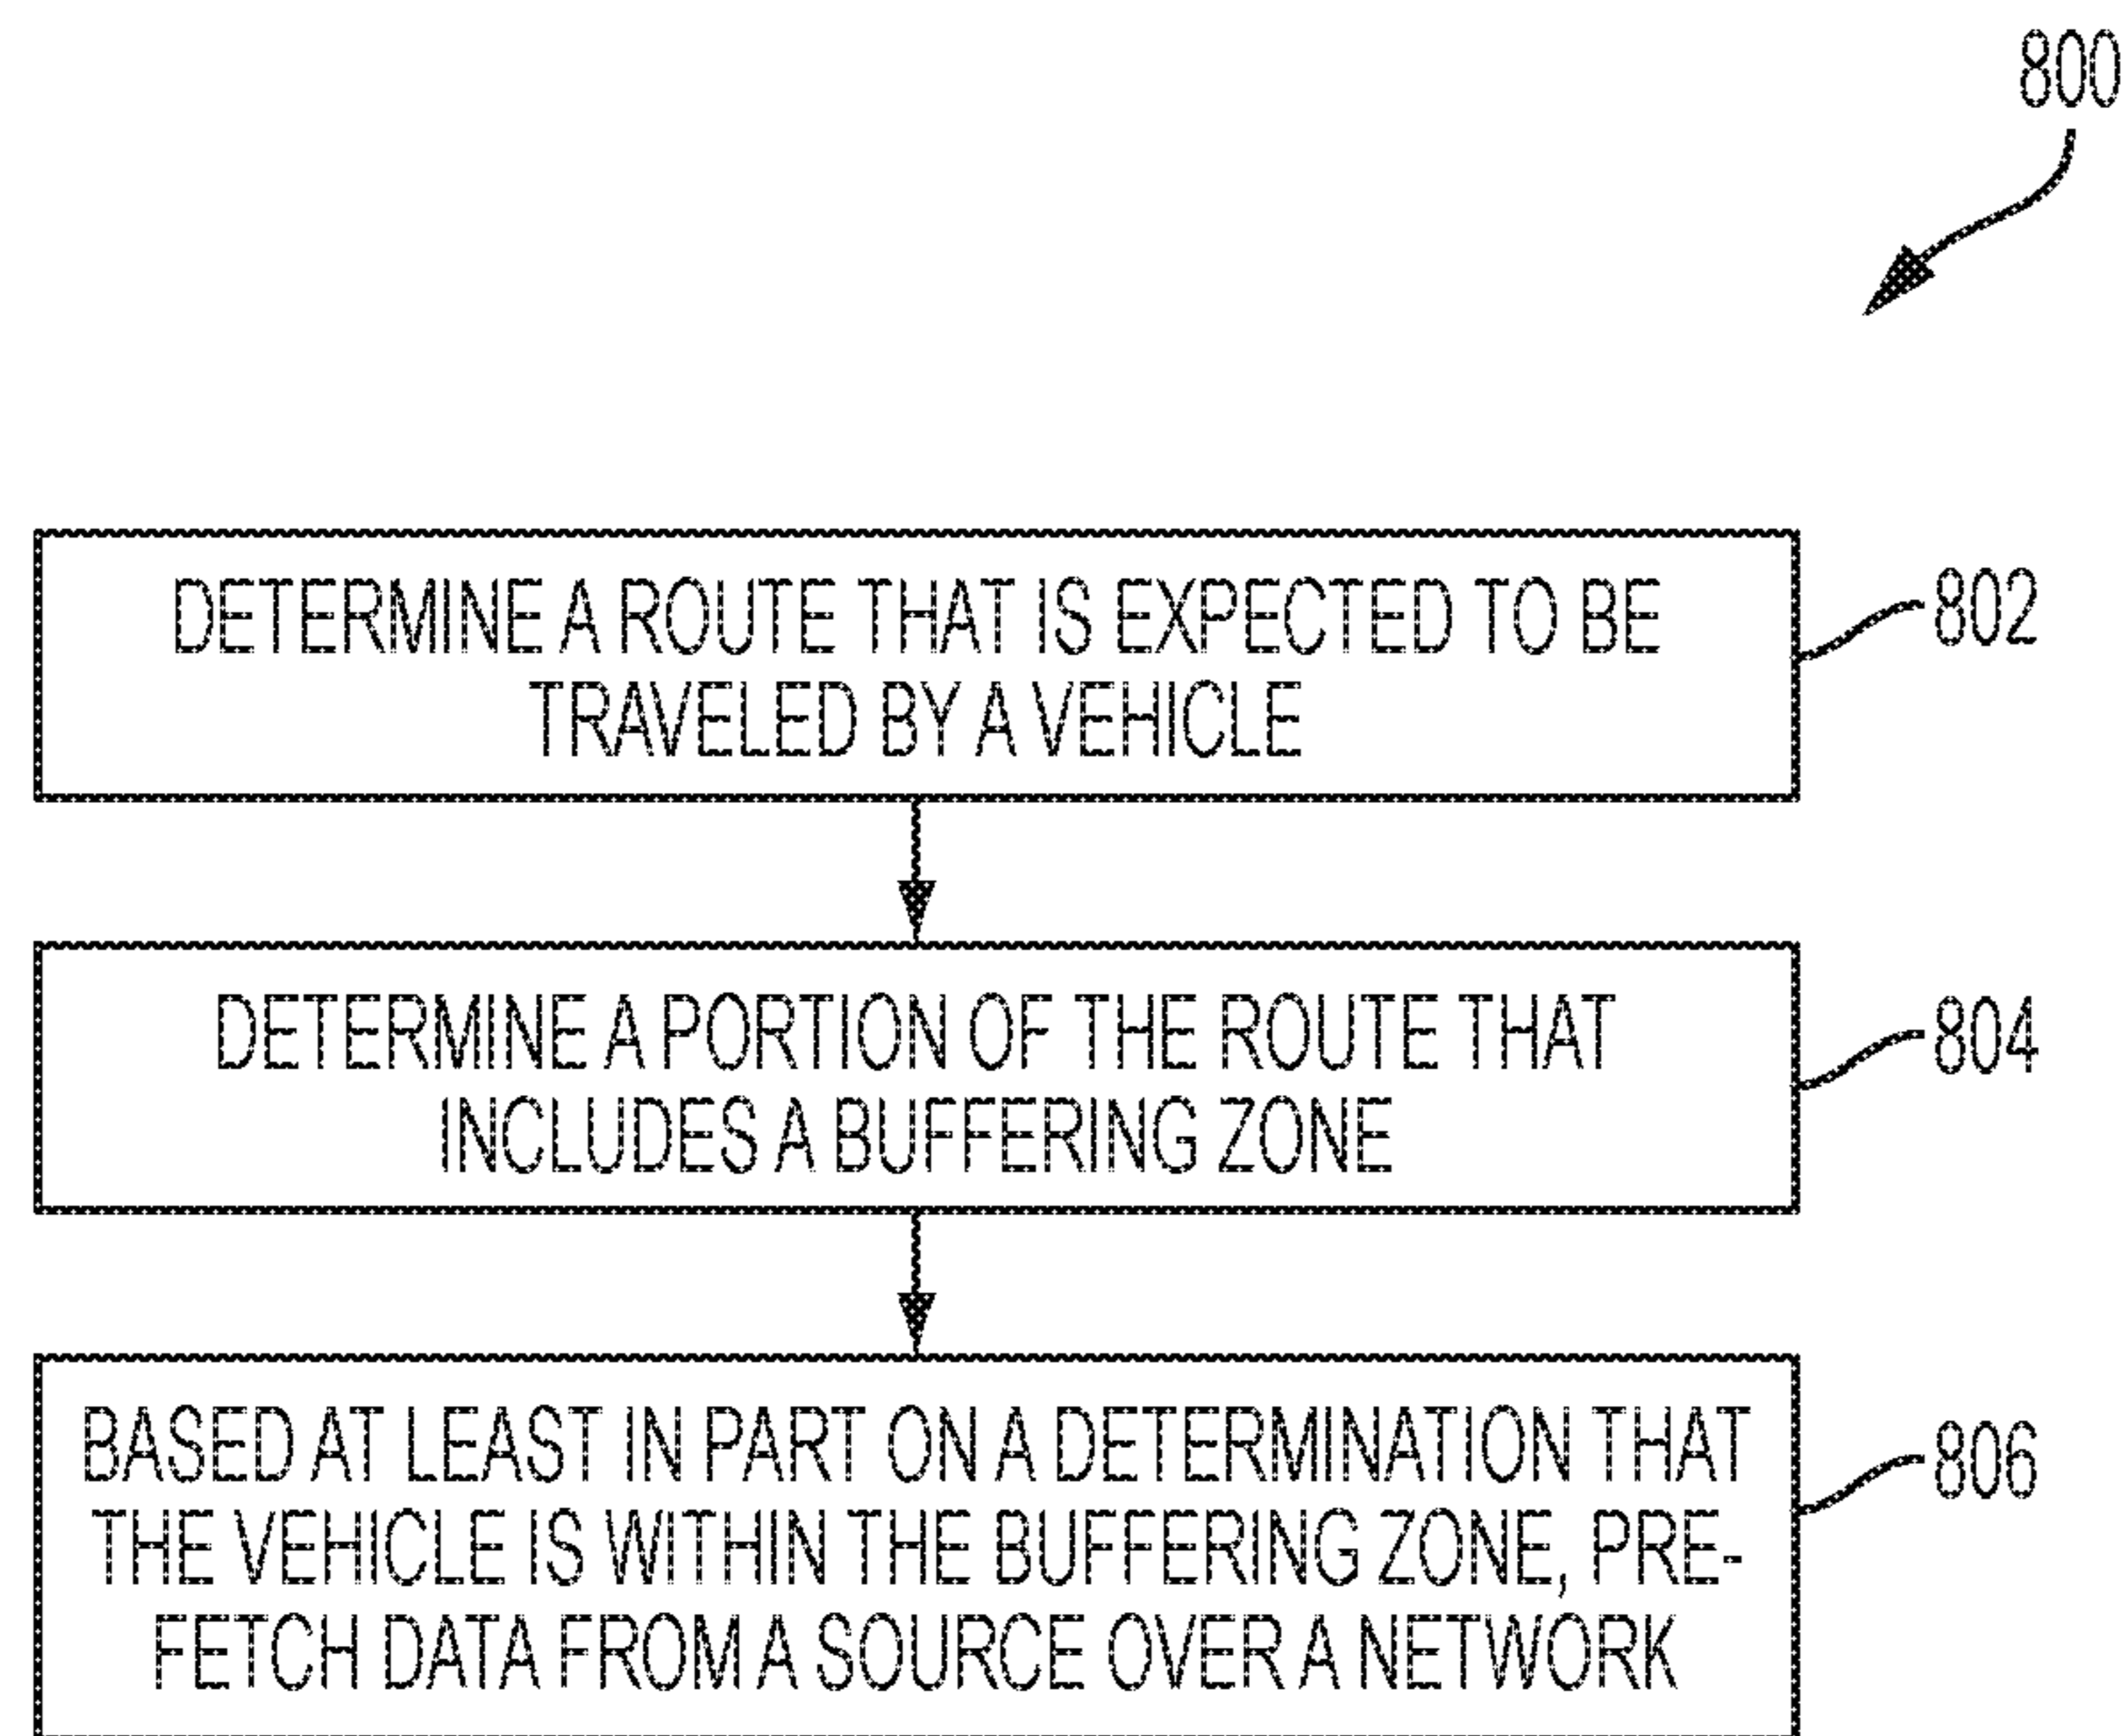 800
DETERMINE A ROUTE THAT IS EXPECTED TO BE
TRAVELED BY A VEHICLE
802
DETERMINE A PORTION OF THE ROUTE THAT
INCLUDES A BUFFERING ZONE
804
BASED AT LEAST IN PART ON A DETERMINATION THAT
THE VEHICLE IS WITHIN THE BUFFERING ZONE, PRE-
FETCH DATA FROM A SOURCE OVER A NETWORK
806